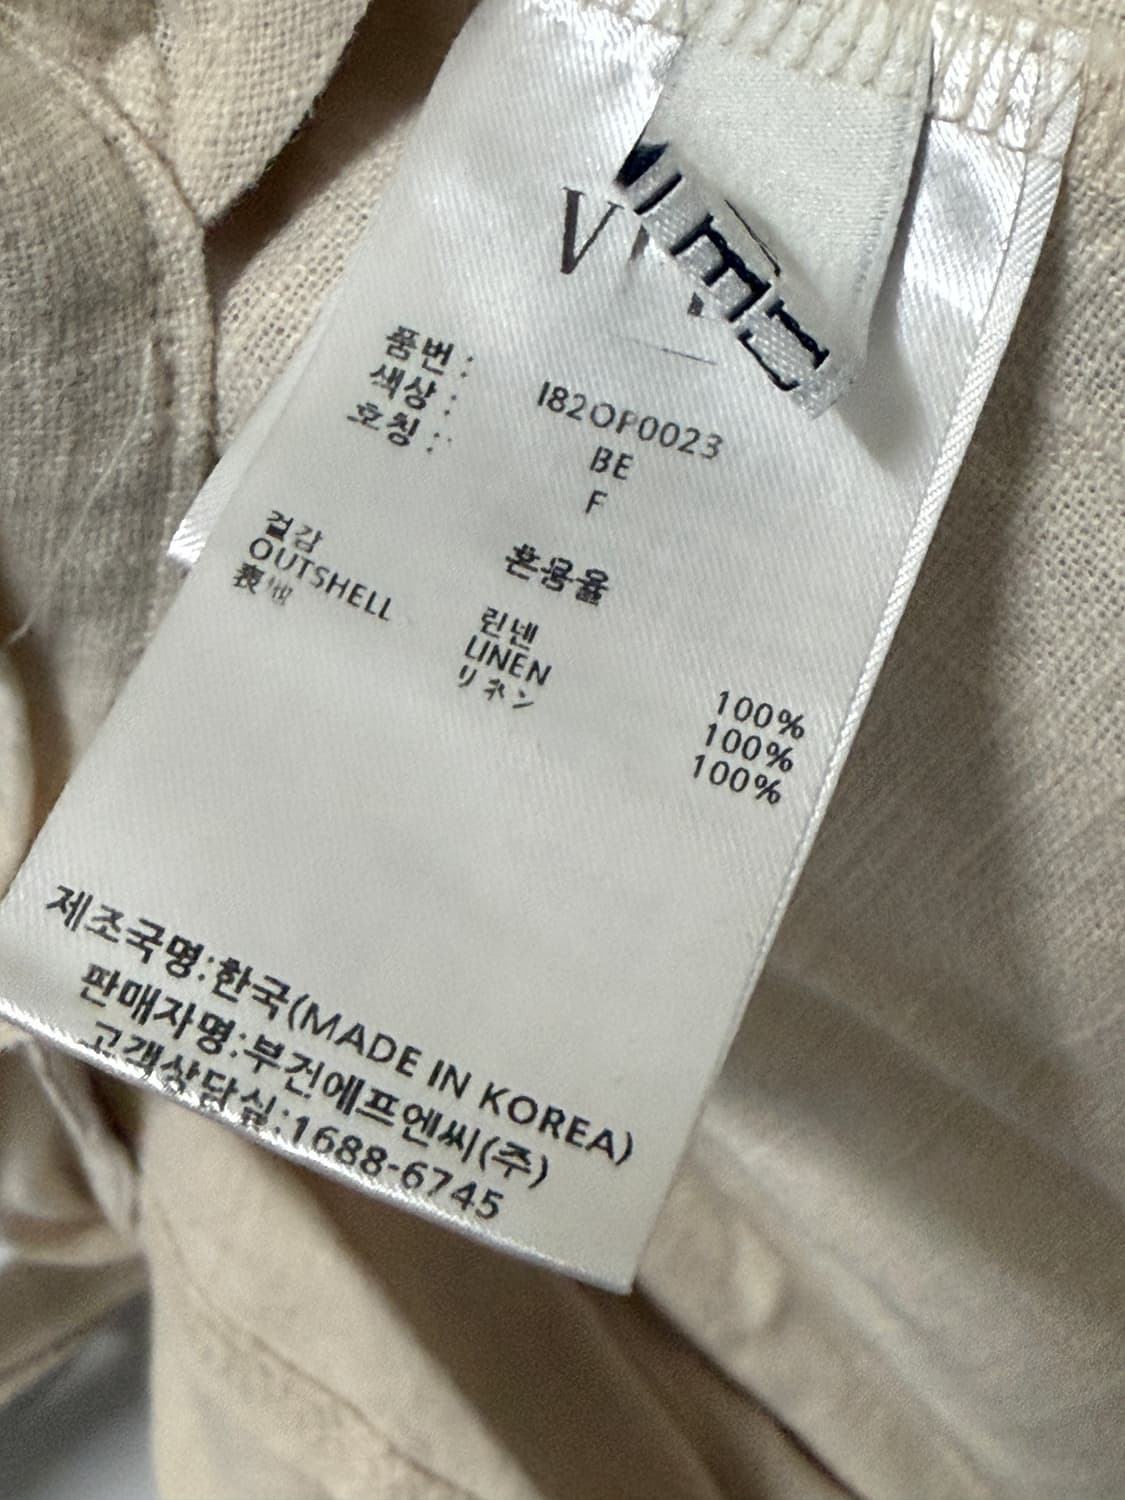 품번 : I82OP0023
색상 : BE
호칭 : F
혼용율
겉감 린넨 100%
OUTSHELL LINEN 100%
表地 リネン 100%
제조국명:한국(MADE IN KOREA)
판매자명:부건에프엔씨(주)
고객상담실:1688-6745